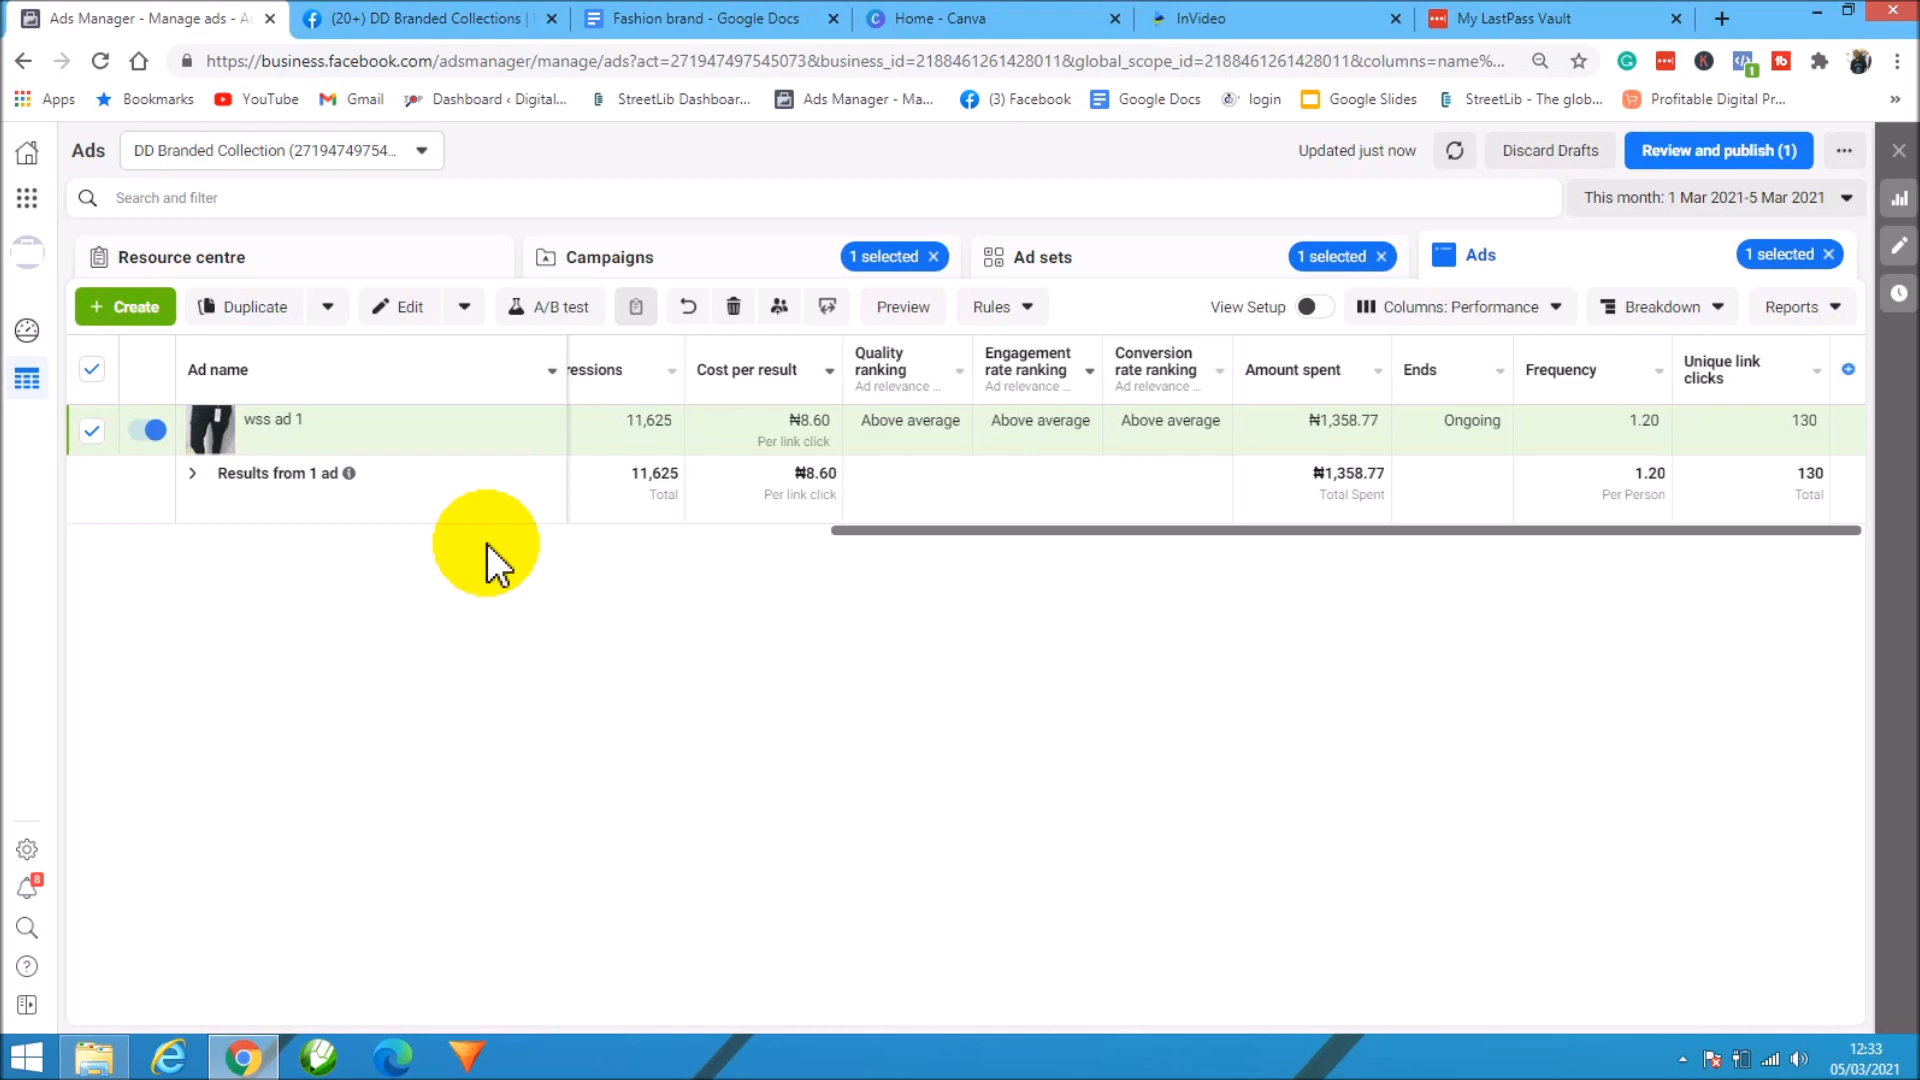 Ads Manager - Manage ads - A
(20+) DD Branded Collections |
Fashion brand - Google Docs
Home - Canva
InVideo
My LastPass Vault
https://business.facebook.com/adsmanager/manage/ads?act=271947497545073&business_id=2188461261428011&global_scope_id=2188461261428011&columns=name%...
Apps
Bookmarks
YouTube
Gmail
Dashboard ‹ Digital...
StreetLib Dashboar...
Ads Manager - Ma...
(3) Facebook
Google Docs
login
Google Slides
StreetLib - The glob...
Profitable Digital Pr...
»
Ads
DD Branded Collection (27194749754...
Updated just now
Discard Drafts
Review and publish (1)
Search and filter
This month: 1 Mar 2021-5 Mar 2021
Resource centre
Campaigns
1 selected ×
Ad sets
1 selected ×
Ads
1 selected ×
+ Create
Duplicate
Edit
A/B test
Preview
Rules
View Setup
Columns: Performance
Breakdown
Reports
Ad name
ressions
Cost per result
Quality
ranking
Ad relevance ...
Engagement
rate ranking
Ad relevance ...
Conversion
rate ranking
Ad relevance ...
Amount spent
Ends
Frequency
Unique link
clicks
wss ad 1
11,625
₦8.60
Per link click
Above average
Above average
Above average
₦1,358.77
Ongoing
1.20
130
Results from 1 ad
11,625
Total
₦8.60
Per link click
₦1,358.77
Total Spent
1.20
Per Person
130
Total
8
12:33
05/03/2021